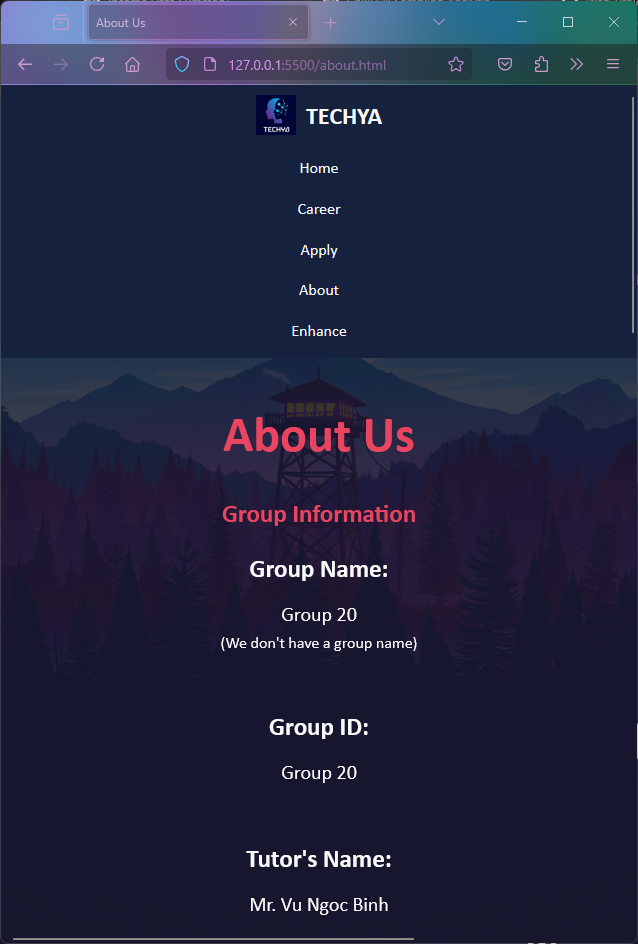 About Us
127.0.0.1:5500/about.html
TECHYA
TECHYA
Home
Career
Apply
About
Enhance
About Us
Group Information
Group Name:
Group 20
(We don't have a group name)
Group ID:
Group 20
Tutor's Name:
Mr. Vu Ngoc Binh